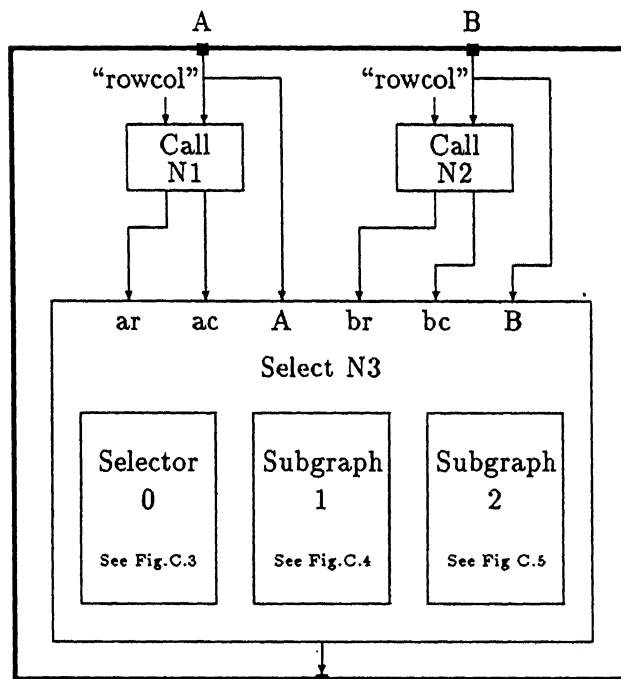 A B
“rowcol” “rowcol”
Call Call
N1 N2
ar ac A br bc B
Select N3
Selector Subgraph Subgraph
0 1 2
See Fig.C.3 See Fig.C.4 See Fig C.5